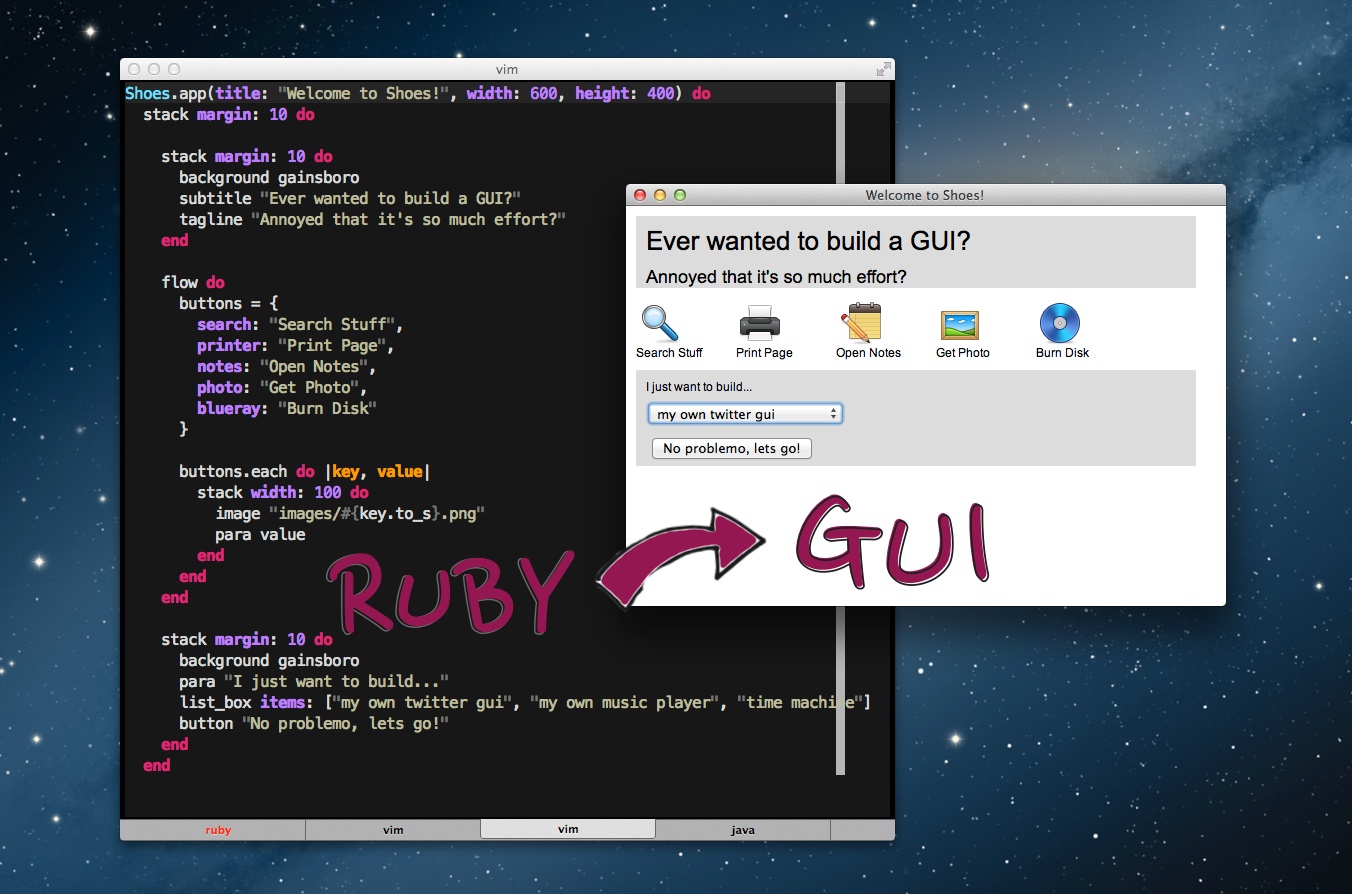 vim
Shoes.app(title: "Welcome to Shoes!", width: 600, height: 400) do
stack margin: 10 do
stack margin: 10 do
background gainsboro
subtitle "Ever wanted to build a GUI?"
tagline "Annoyed that it's so much effort?"
end
flow do
buttons = {
search: "Search Stuff",
printer: "Print Page",
notes: "Open Notes",
photo: "Get Photo",
blueray: "Burn Disk"
}
buttons.each do |key, value|
stack width: 100 do
image "images/#{key.to_s}.png"
para value
end
end
end
stack margin: 10 do
background gainsboro
para "I just want to build..."
list_box items: ["my own twitter gui", "my own music player", "time machine"]
button "No problemo, lets go!"
end
end
ruby vim vim java
Welcome to Shoes!
Ever wanted to build a GUI?
Annoyed that it's so much effort?
Search Stuff Print Page Open Notes Get Photo Burn Disk
I just want to build...
my own twitter gui
No problemo, lets go!
RUBY
GUI